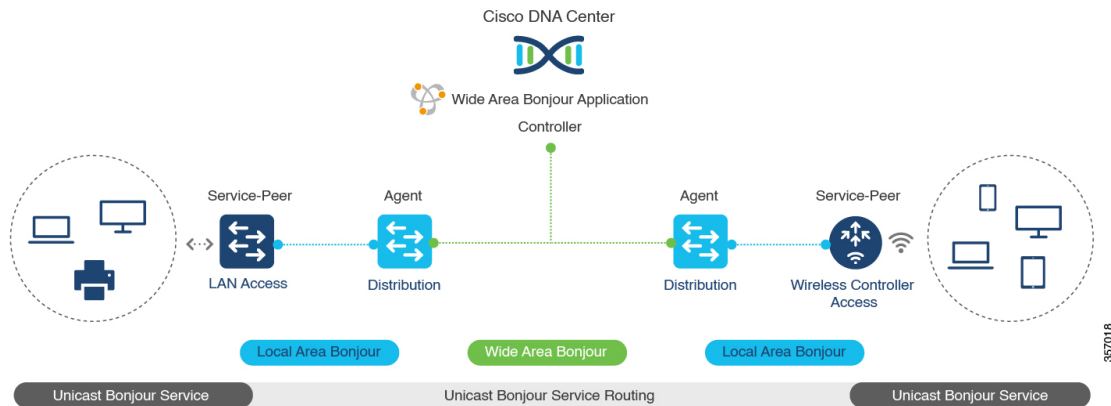 Cisco DNA Center
Wide Area Bonjour Application
Controller
Service-Peer
Agent
Agent
Service-Peer
LAN Access
Distribution
Distribution
Wireless Controller
Access
Local Area Bonjour
Wide Area Bonjour
Local Area Bonjour
357018
Unicast Bonjour Service
Unicast Bonjour Service Routing
Unicast Bonjour Service